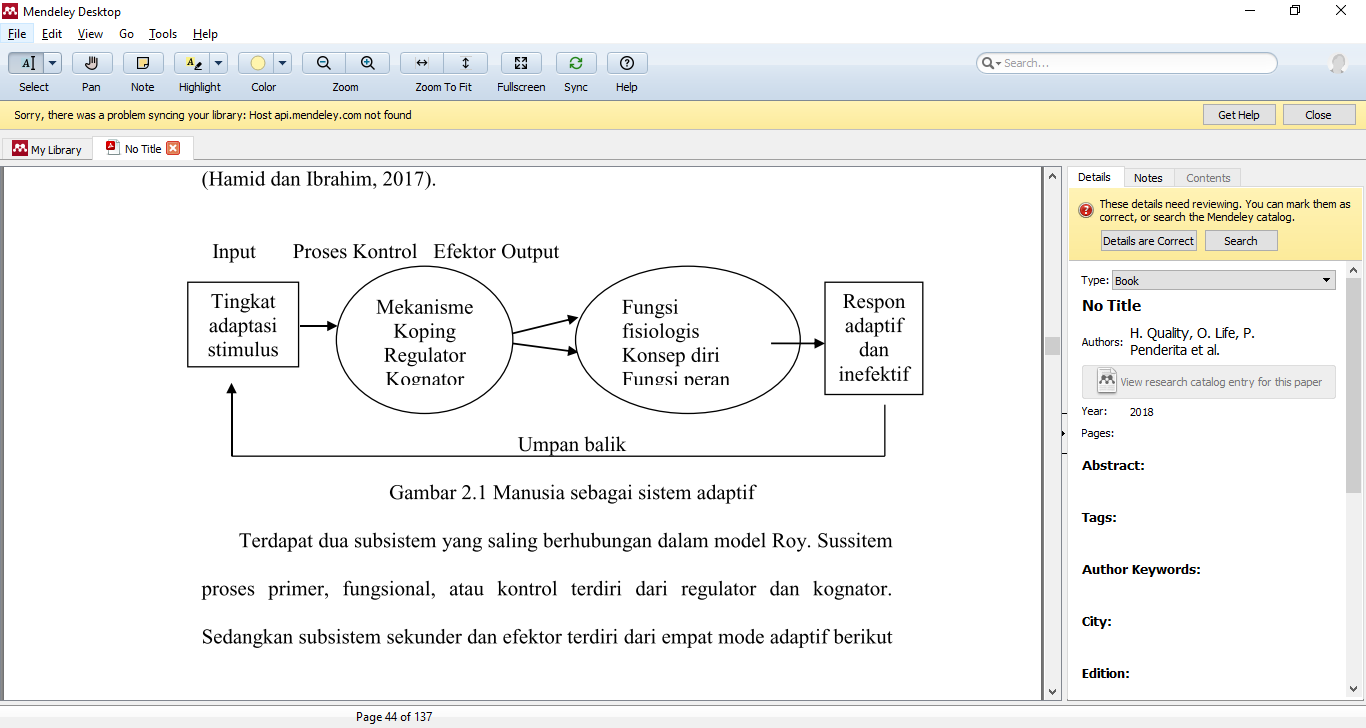 Mendeley Desktop
File Edit View Go Tools Help
Select Pan Note Highlight Color Zoom Zoom To Fit Fullscreen Sync Help
Search...
Sorry, there was a problem syncing your library: Host api.mendeley.com not found
Get Help Close
My Library No Title
(Hamid dan Ibrahim, 2017).
Input Proses Kontrol Efektor Output
Tingkat
adaptasi
stimulus
Mekanisme
Koping
Regulator
Kognator
Fungsi
fisiologis
Konsep diri
Fungsi peran
Respon
adaptif
dan
inefektif
Umpan balik
Gambar 2.1 Manusia sebagai sistem adaptif
Terdapat dua subsistem yang saling berhubungan dalam model Roy. Sussitem
proses primer, fungsional, atau kontrol terdiri dari regulator dan kognator.
Sedangkan subsistem sekunder dan efektor terdiri dari empat mode adaptif berikut
Page 44 of 137
Details Notes Contents
These details need reviewing. You can mark them as
correct, or search the Mendeley catalog.
Details are Correct Search
Type: Book
No Title
Authors: H. Quality, O. Life, P.
Penderita et al.
View research catalog entry for this paper
Year: 2018
Pages:
Abstract:
Tags:
Author Keywords:
City:
Edition: